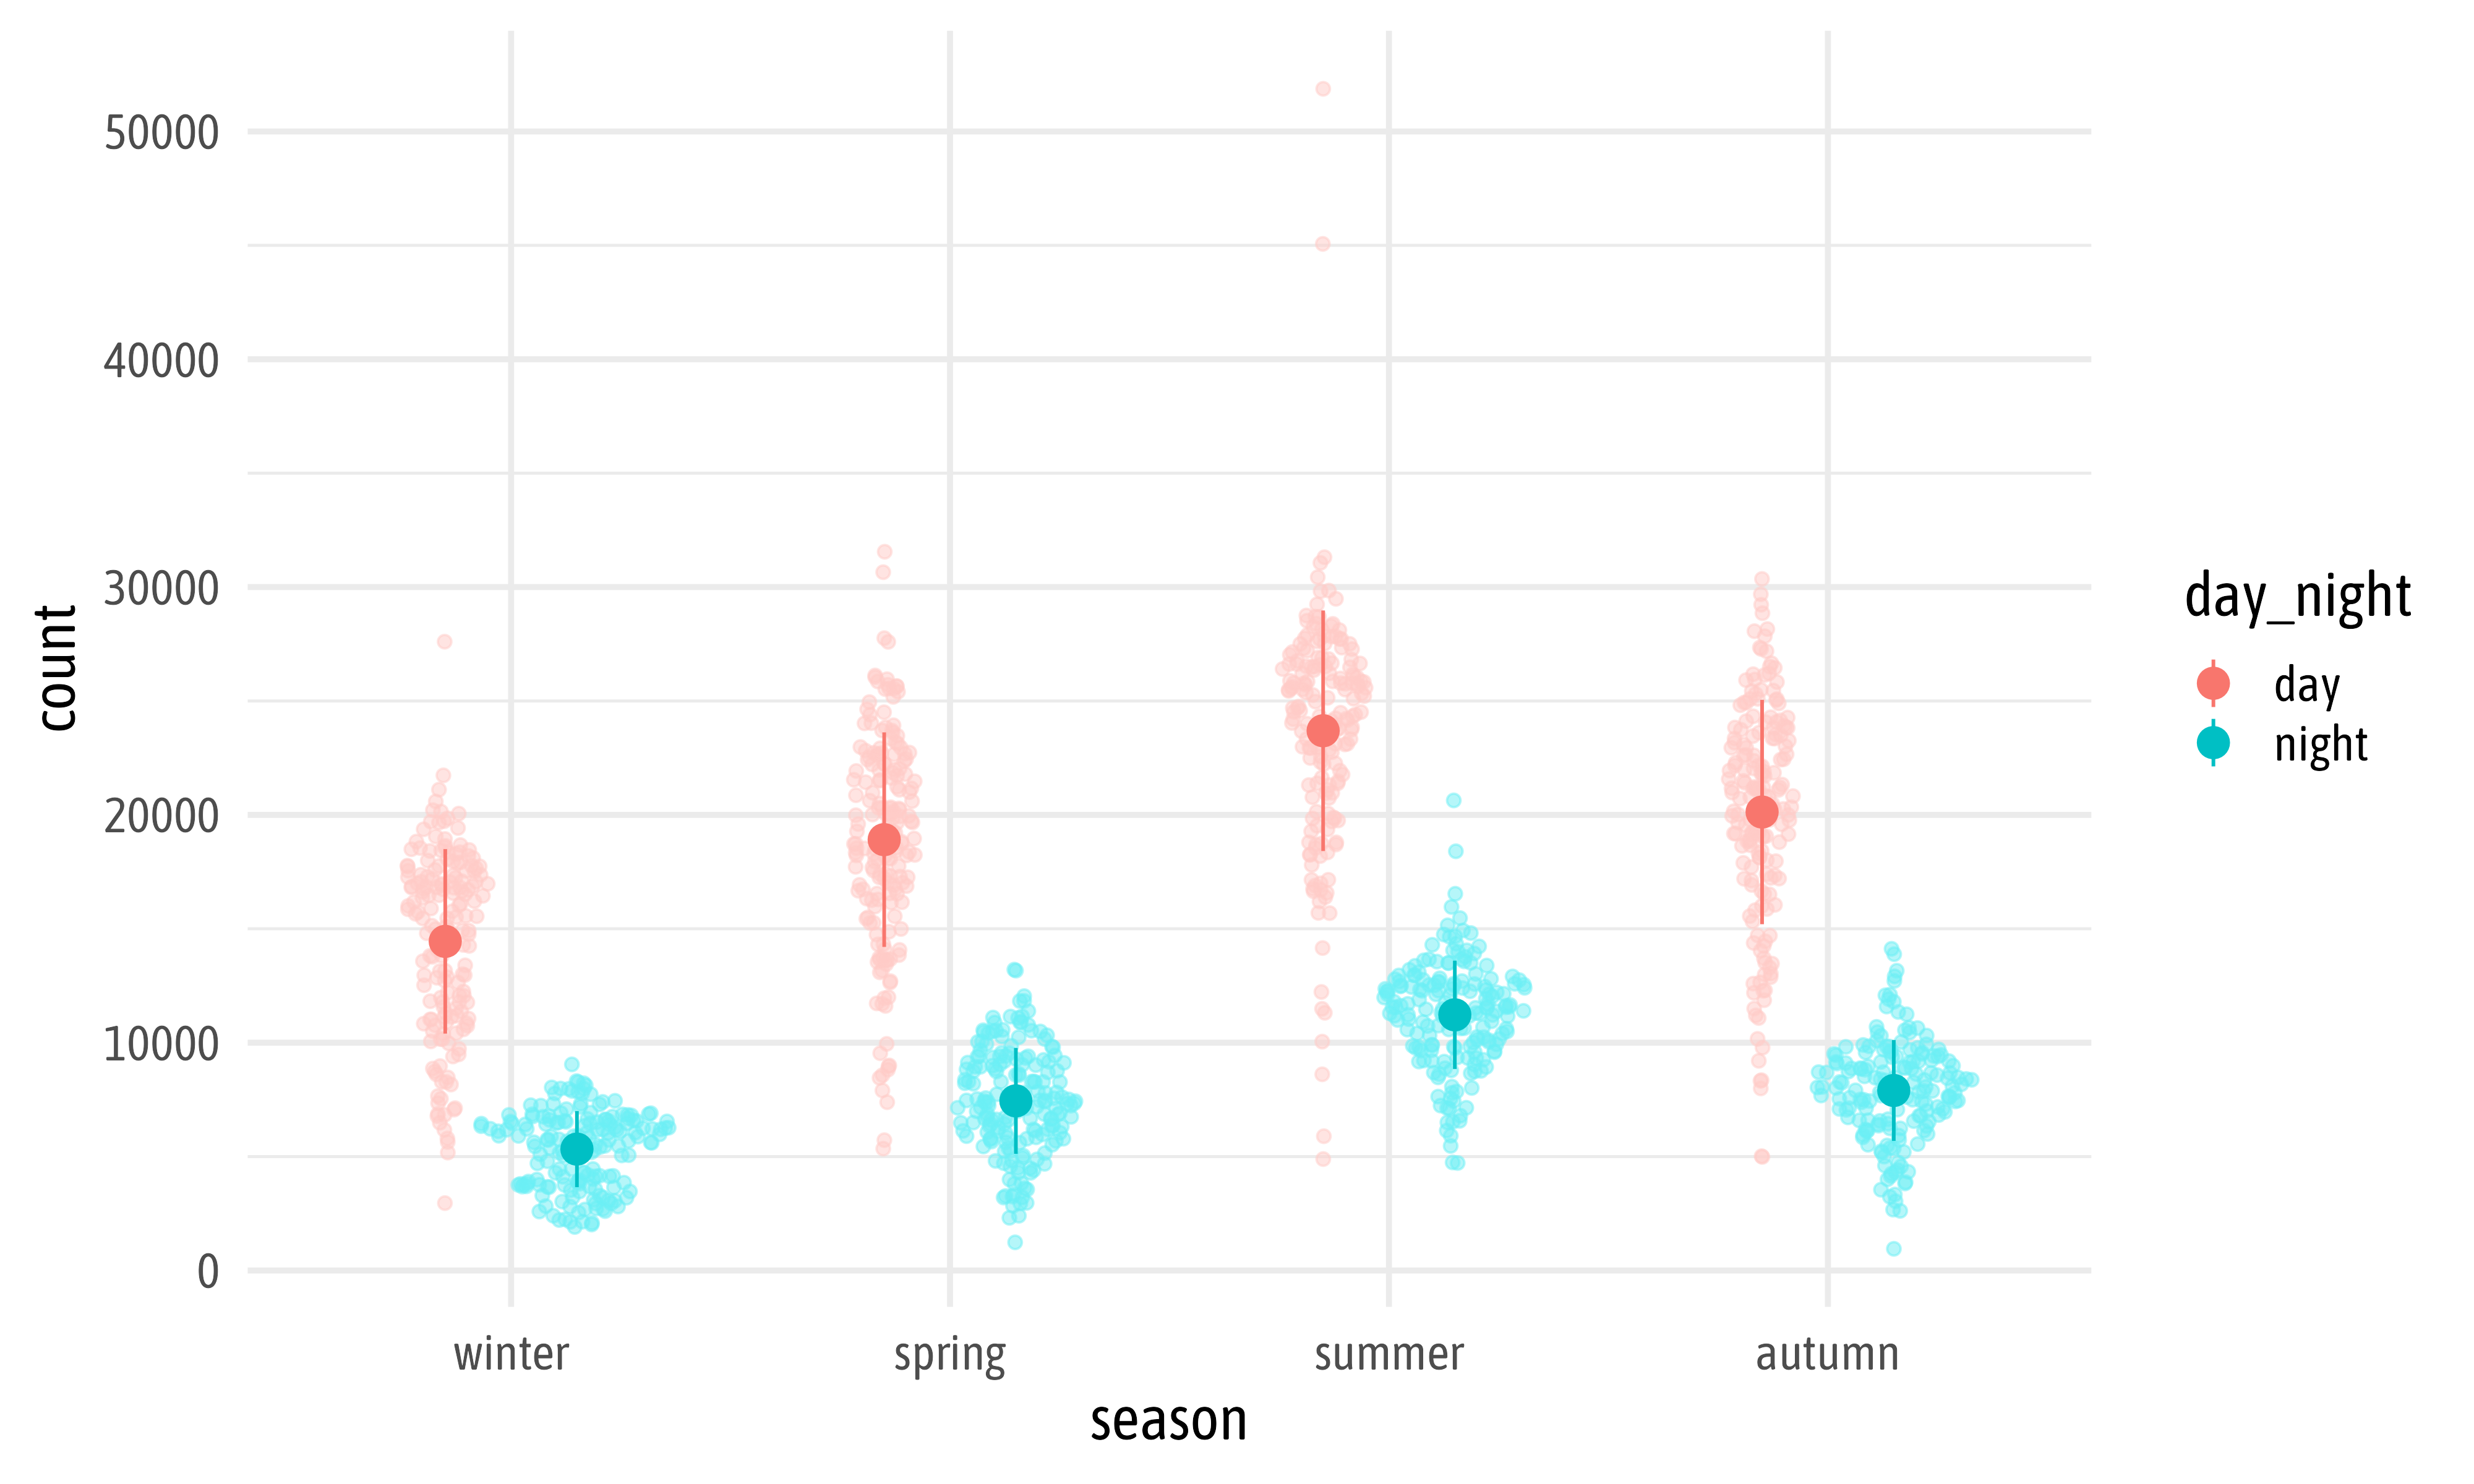 50000
40000
30000
20000
10000
0
count
winter spring summer autumn
season
day_night
day
night